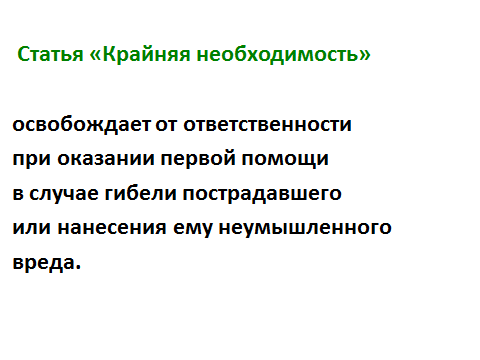 Статья «Крайняя необходимость»
освобождает от ответственности
при оказании первой помощи
в случае гибели пострадавшего
или нанесения ему неумышленного
вреда.